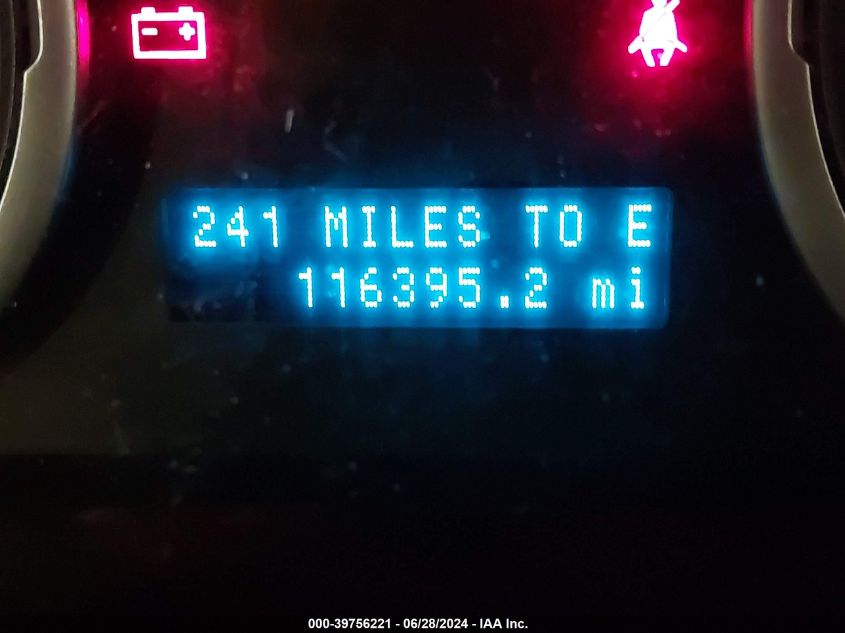 241 MILES TO E
116395.2 mi
000-39756221 - 06/28/2024 - IAA Inc.